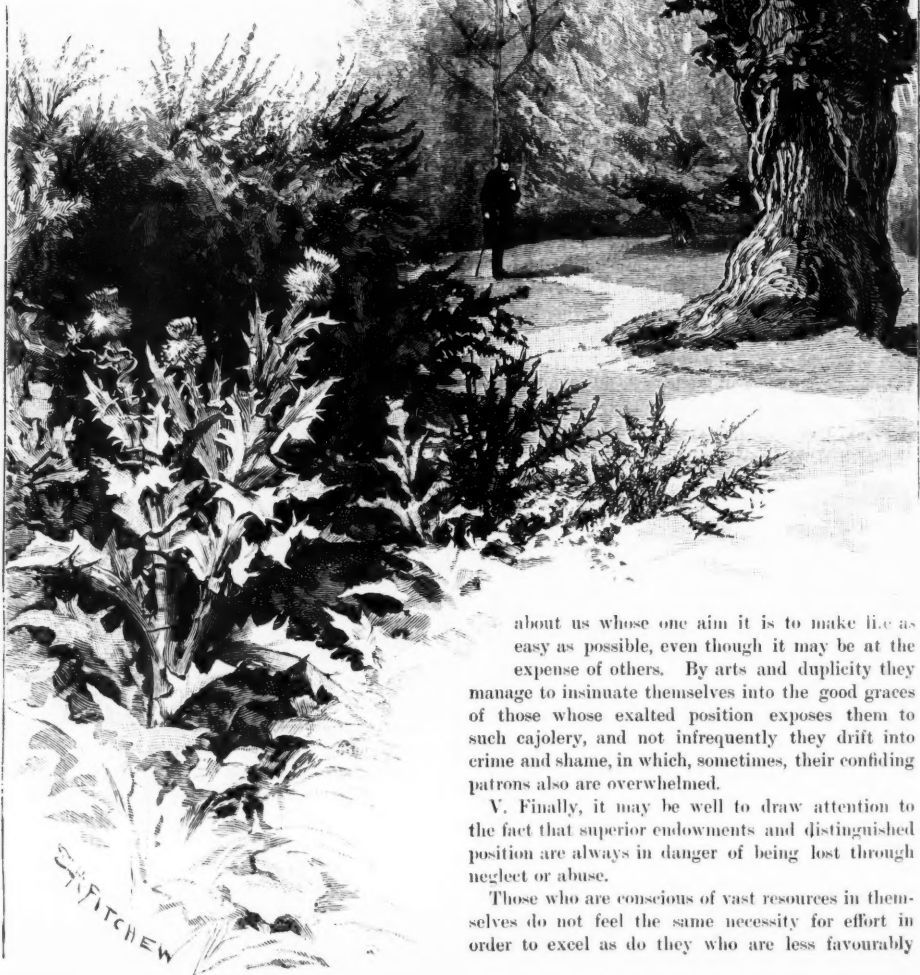 about us whose one aim it is to make life as
easy as possible, even though it may be at the
expense of others. By arts and duplicity they
manage to insinuate themselves into the good graces
of those whose exalted position exposes them to
such cajolery, and not infrequently they drift into
crime and shame, in which, sometimes, their confiding
patrons also are overwhelmed.
V. Finally, it may be well to draw attention to
the fact that superior endowments and distinguished
position are always in danger of being lost through
neglect or abuse.
Those who are conscious of vast resources in them-
selves do not feel the same necessity for effort in
order to excel as do they who are less favourably
FITCHEW